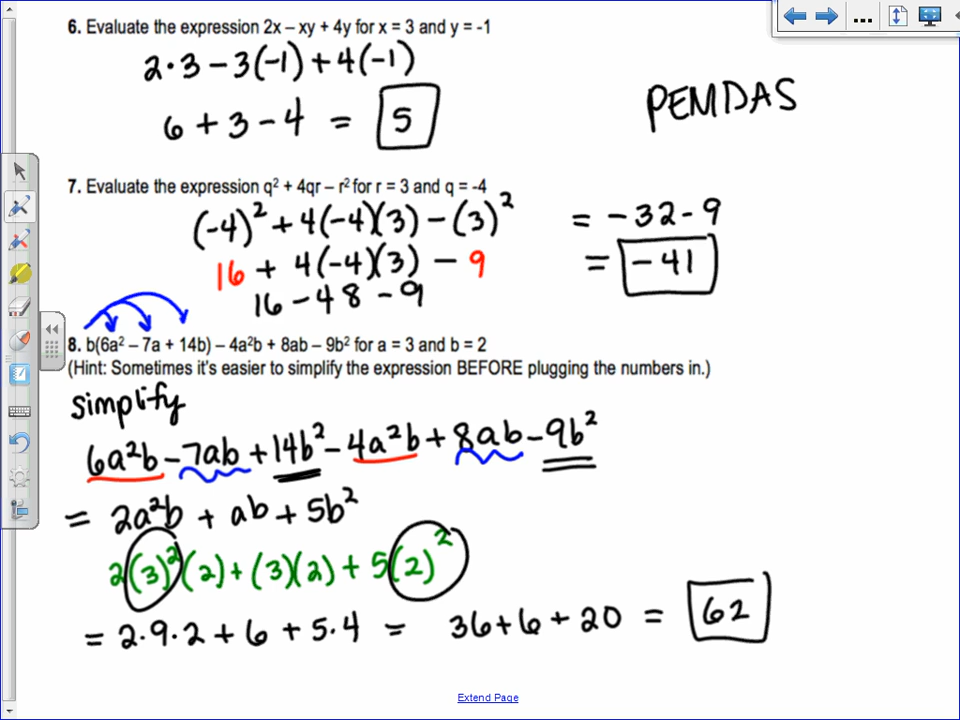 6. Evaluate the expression 2x – xy + 4y for x = 3 and y = -1
2·3 – 3(-1) + 4(-1)
6 + 3 – 4 = 5
PEMDAS
7. Evaluate the expression q² + 4qr – r² for r = 3 and q = -4
(-4)² + 4(-4)(3) – (3)²
16 + 4(-4)(3) – 9
16 – 48 – 9
= -32 - 9
= -41
8. b(6a² – 7a + 14b) – 4a²b + 8ab – 9b² for a = 3 and b = 2
(Hint: Sometimes it's easier to simplify the expression BEFORE plugging the numbers in.)
simplify
6a²b – 7ab + 14b² – 4a²b + 8ab – 9b²
= 2a²b + ab + 5b²
2(3)²(2) + (3)(2) + 5(2)²
= 2·9·2 + 6 + 5·4 = 36 + 6 + 20 = 62
Extend Page